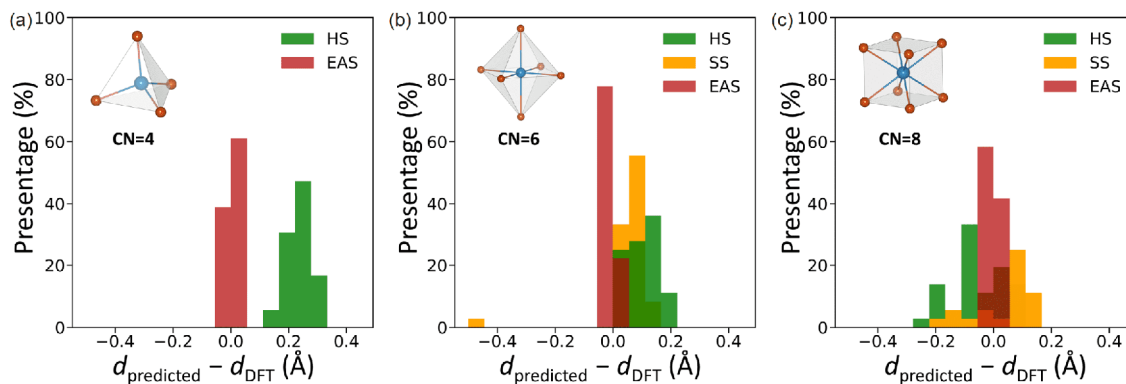 (a)
100
80
60
40
20
0
Presentage (%)
HS
EAS
CN=4
−0.4 −0.2 0.0 0.2 0.4
dpredicted − dDFT (Å)
(b)
100
80
60
40
20
0
Presentage (%)
HS
SS
EAS
CN=6
−0.4 −0.2 0.0 0.2 0.4
dpredicted − dDFT (Å)
(c)
100
80
60
40
20
0
Presentage (%)
HS
SS
EAS
CN=8
−0.4 −0.2 0.0 0.2 0.4
dpredicted − dDFT (Å)